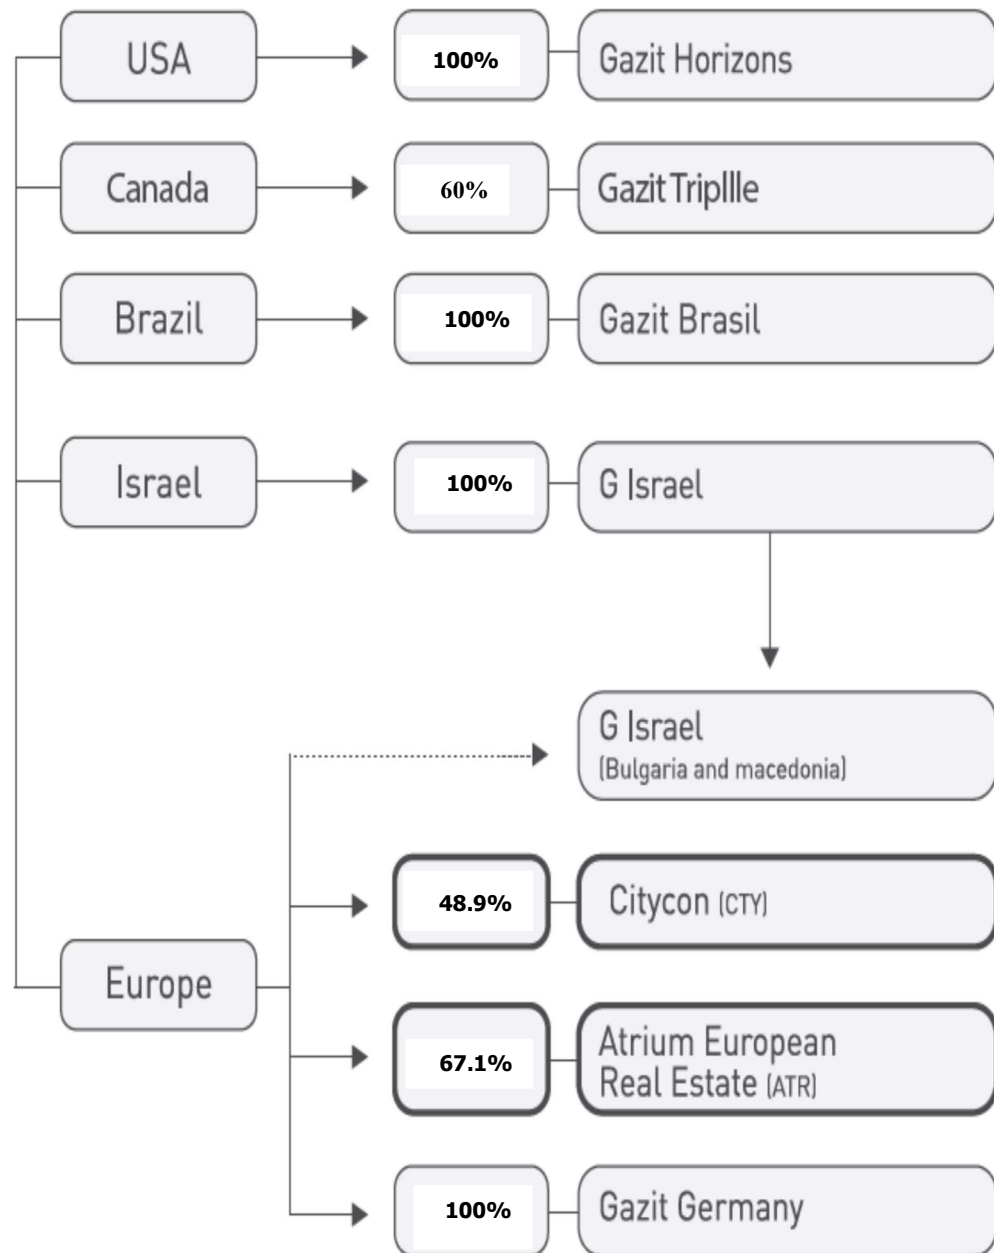 USA
100%
Gazit Horizons
Canada
60%
Gazit Tripllle
Brazil
100%
Gazit Brasil
Israel
100%
G Israel
G Israel
(Bulgaria and macedonia)
48.9%
Citycon (CTY)
Europe
67.1%
Atrium European
Real Estate (ATR)
100%
Gazit Germany